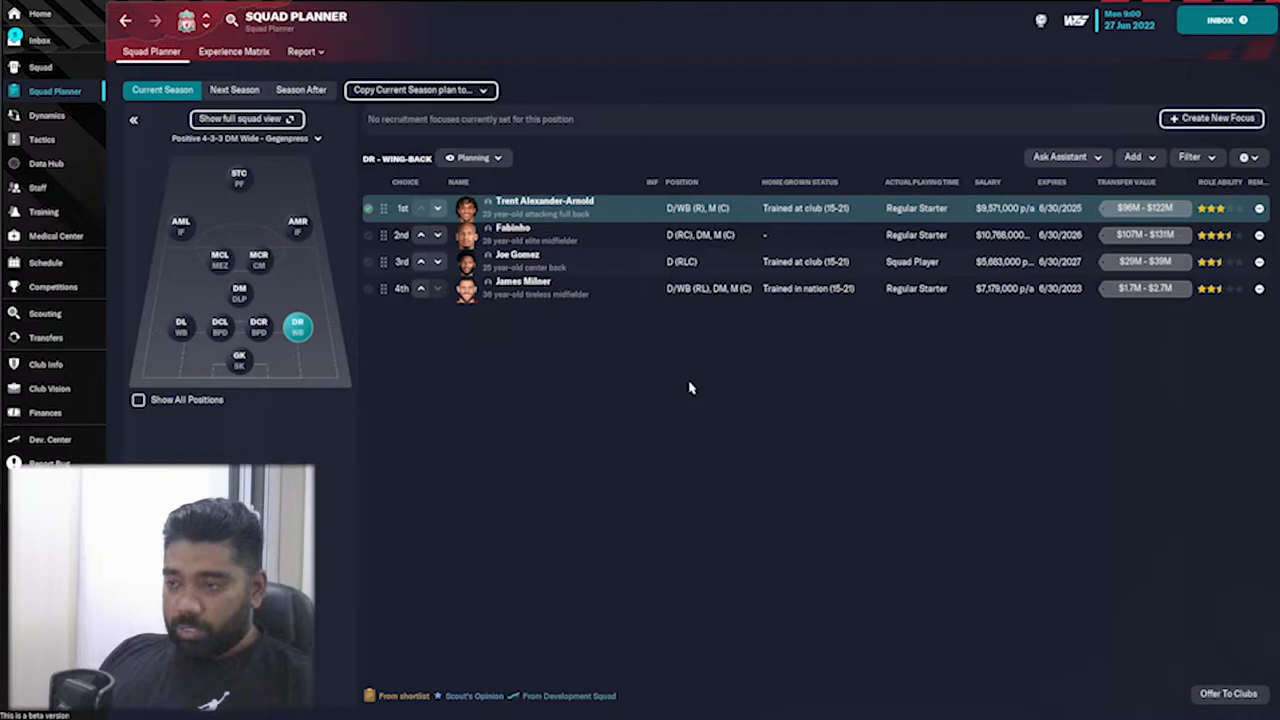 Home
SQUAD PLANNER
Squad Planner
Mon 9:00
27 Jun 2022
INBOX
Inbox
Squad
Squad Planner
Dynamics
Tactics
Data Hub
Staff
Training
Medical Center
Schedule
Competitions
Scouting
Transfers
Club Info
Club Vision
Finances
Dev. Center
Squad Planner Experience Matrix Report
Current Season Next Season Season After Copy Current Season plan to...
Show full squad view
Positive 4-3-3 DM Wide - Gegenpress
STC
PF
AML
IF
AMR
IF
MCL
MEZ
MCR
CM
DM
DLP
DL
WB
DCL
BPD
DCR
BPD
DR
WB
GK
SK
Show All Positions
No recruitment focuses currently set for this position
Create New Focus
DR - WING-BACK Planning
Ask Assistant Add Filter
CHOICE NAME INF POSITION HOME GROWN STATUS ACTUAL PLAYING TIME SALARY EXPIRES TRANSFER VALUE ROLE ABILITY REM...
1st Trent Alexander-Arnold D/WB (R), M (C) Trained at club (15-21) Regular Starter $9,571,000 p/a 6/30/2025 $96M - $122M
23 year-old attacking full back
2nd Fabinho D (RC), DM, M (C) - Regular Starter $10,768,000... 6/30/2026 $107M - $131M
28 year-old elite midfielder
3rd Joe Gomez D (RLC) Trained at club (15-21) Squad Player $5,683,000 p... 6/30/2027 $29M - $39M
25 year-old center back
4th James Milner D/WB (RL), DM, M (C) Trained in nation (15-21) Regular Starter $7,179,000 p/a 6/30/2023 $1.7M - $2.7M
36 year-old tireless midfielder
From shortlist Scout's Opinion From Development Squad
Offer To Clubs
This is a beta version